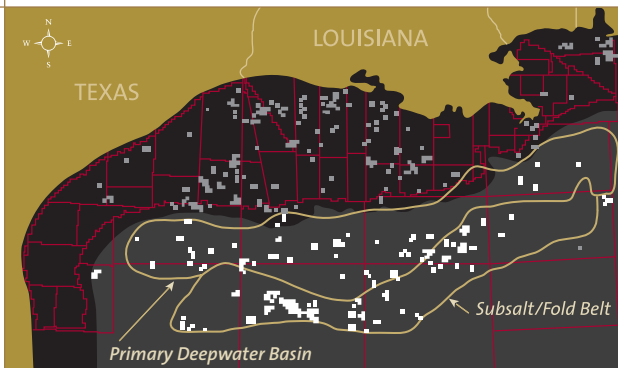 N
W E
S
LOUISIANA
TEXAS
Subsalt/Fold Belt
Primary Deepwater Basin